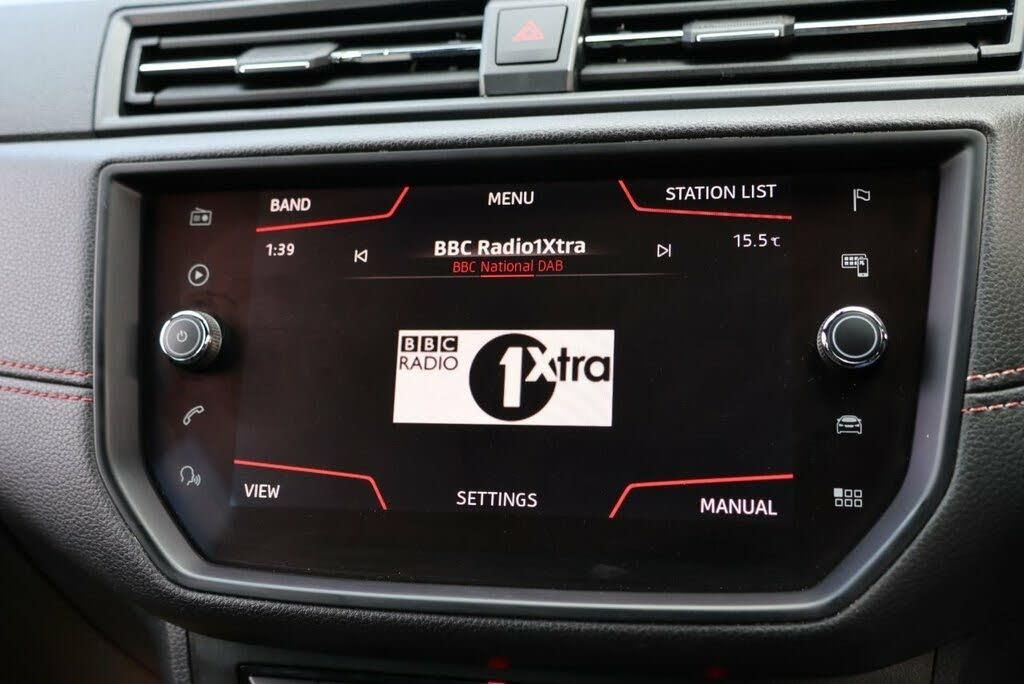 BAND MENU STATION LIST
1:39 BBC Radio1Xtra 15.5℃
BBC National DAB
BBC
RADIO
1Xtra
VIEW SETTINGS MANUAL